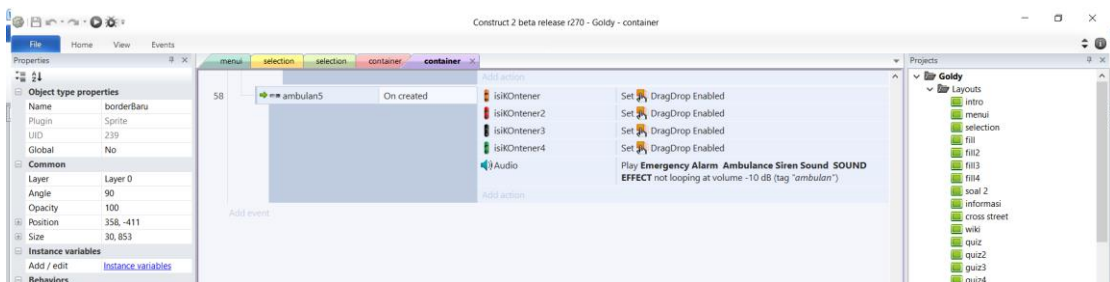 Construct 2 beta release r270 - Goldy - container
File Home View Events
Properties
menui selection selection container container
Projects
Object type properties
Name borderBaru
Plugin Sprite
UID 239
Global No
Common
Layer Layer 0
Angle 90
Opacity 100
Position 358, -411
Size 30, 853
Instance variables
Add / edit Instance variables
Behaviors
Add action
58 ambulan5 On created
isiKOntener Set DragDrop Enabled
isiKOntener2 Set DragDrop Enabled
isiKOntener3 Set DragDrop Enabled
isiKOntener4 Set DragDrop Enabled
Audio Play Emergency Alarm Ambulance Siren Sound SOUND
EFFECT not looping at volume -10 dB (tag "ambulan")
Add action
Add event
Goldy
Layouts
intro
menui
selection
fill
fill2
fill3
fill4
soal 2
informasi
cross street
wiki
quiz
quiz2
quiz3
quiz4